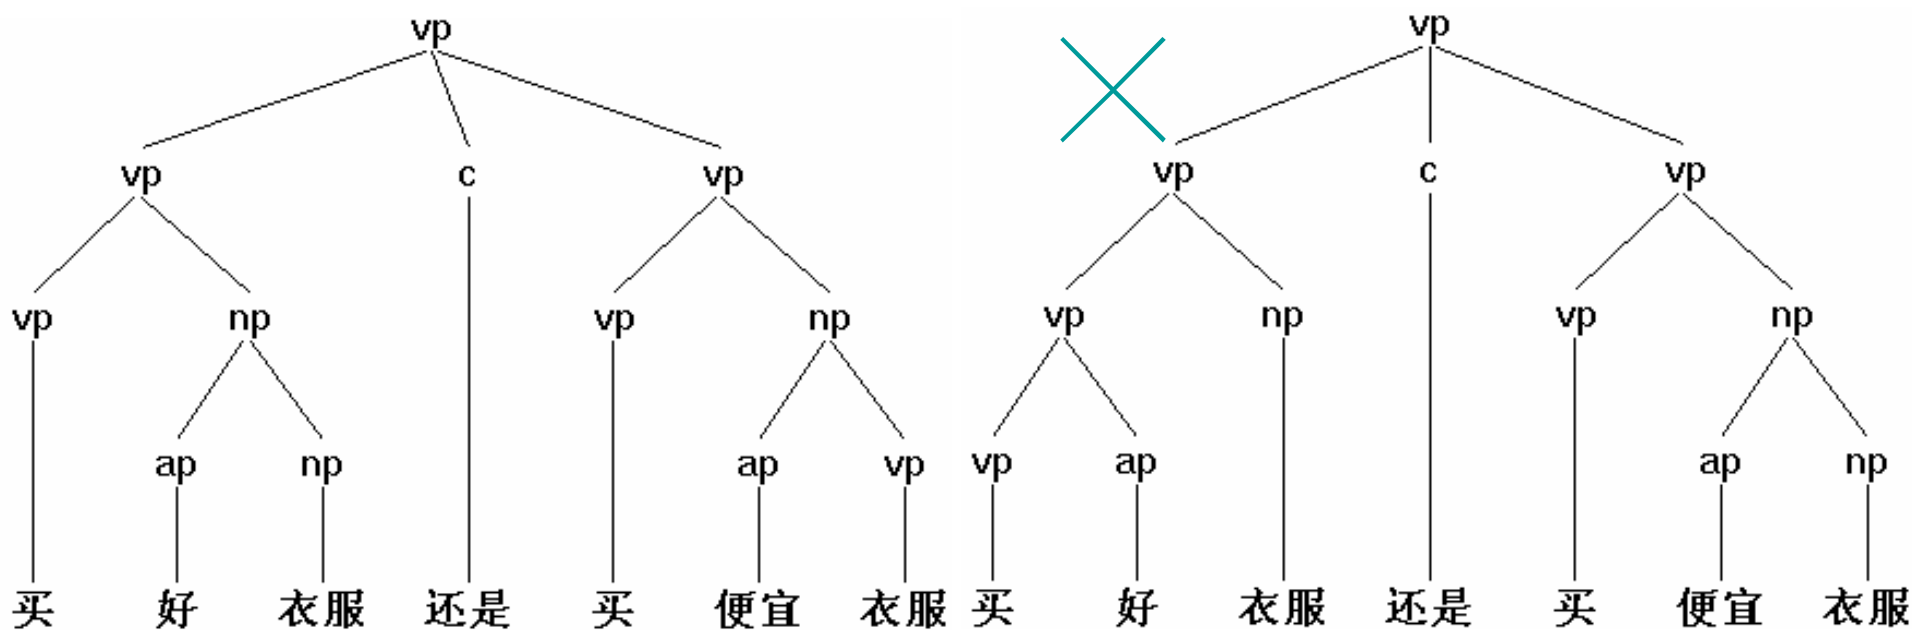 vp vp
vp c vp vp c vp
vp np vp np vp np vp np
ap np ap vp vp ap ap np
买 好 衣服 还是 买 便宜 衣服 买 好 衣服 还是 买 便宜 衣服